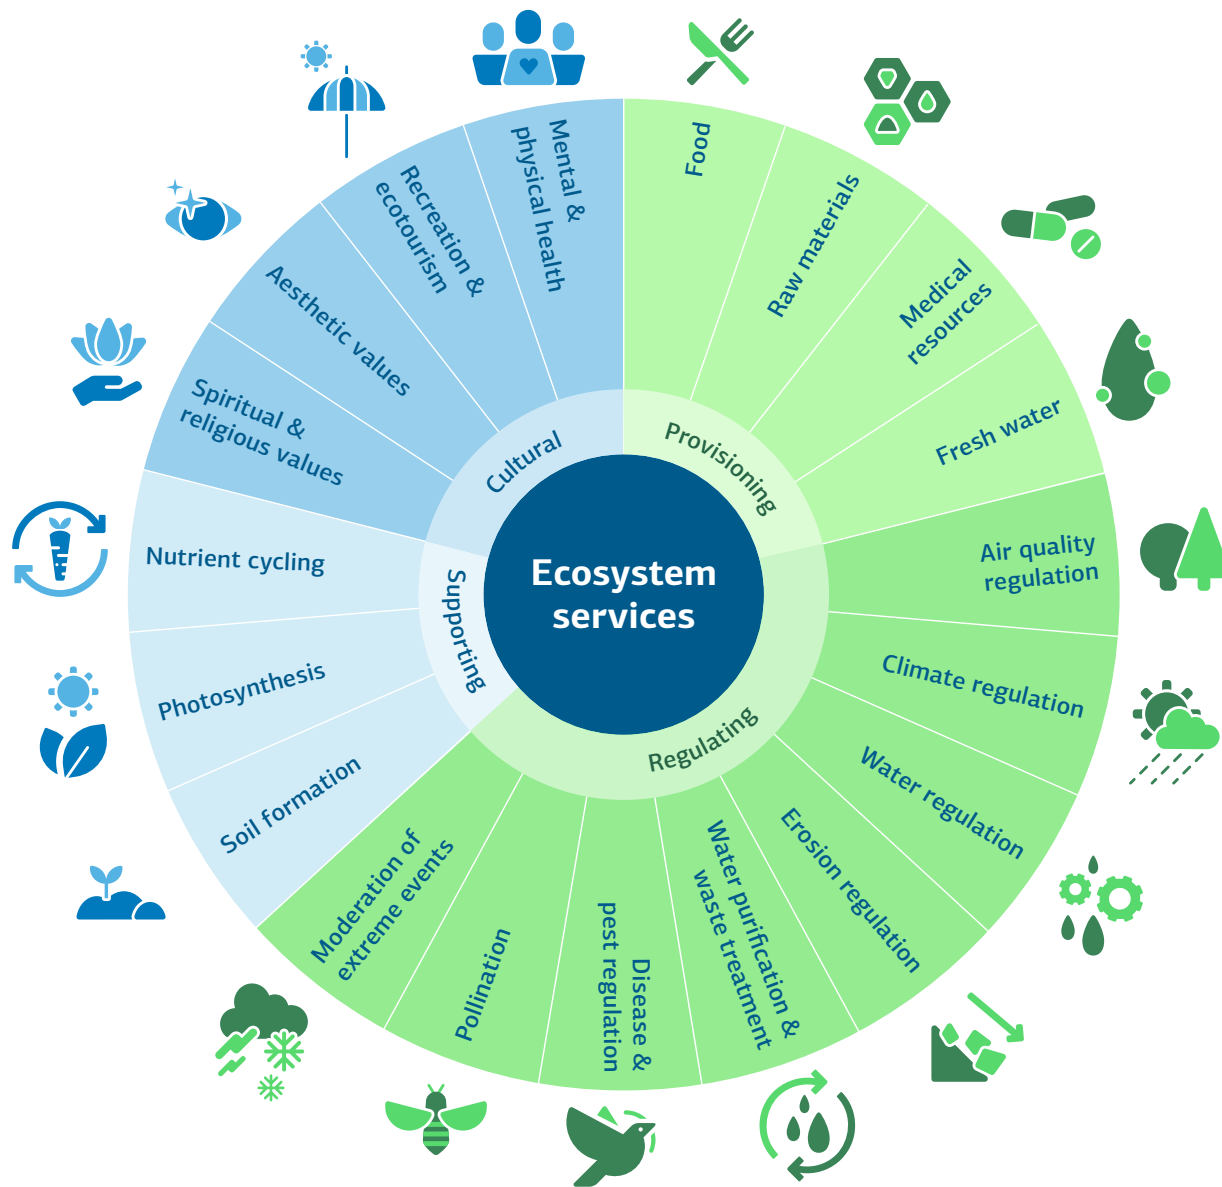 Ecosystem
services
Provisioning
Food
Raw materials
Medical
resources
Fresh water
Regulating
Air quality
regulation
Climate regulation
Water regulation
Erosion regulation
Water purification &
waste treatment
Disease &
pest regulation
Pollination
Moderation of
extreme events
Supporting
Soil formation
Photosynthesis
Nutrient cycling
Cultural
Spiritual &
religious values
Aesthetic values
Recreation &
ecotourism
Mental &
physical health